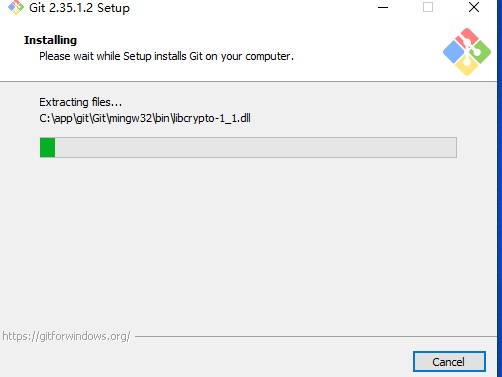 Git 2.35.1.2 Setup
Installing
Please wait while Setup installs Git on your computer.
Extracting files...
C:\app\git\Git\mingw32\bin\libcrypto-1_1.dll
https://gitforwindows.org/
Cancel